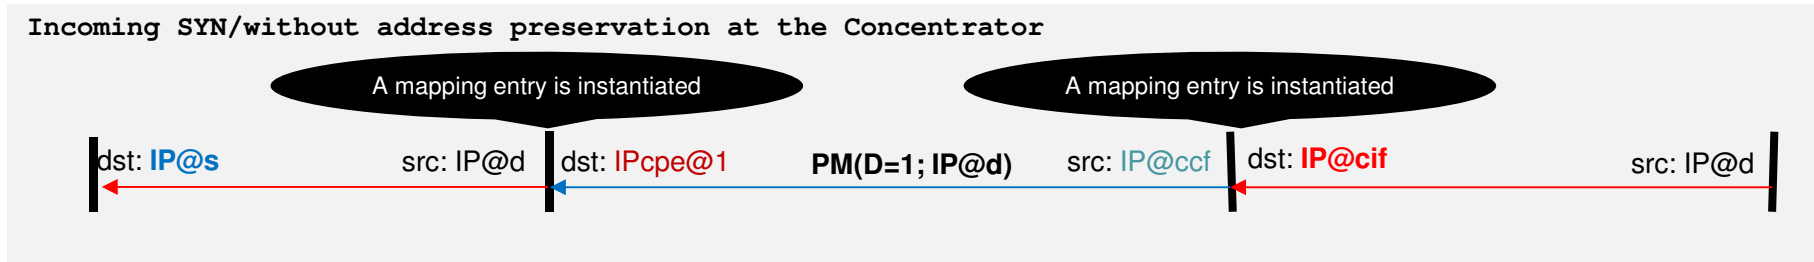 Incoming SYN/without address preservation at the Concentrator
A mapping entry is instantiated A mapping entry is instantiated
dst: IP@s src: IP@d dst: IPcpe@1 PM(D=1; IP@d) src: IP@ccf dst: IP@cif src: IP@d